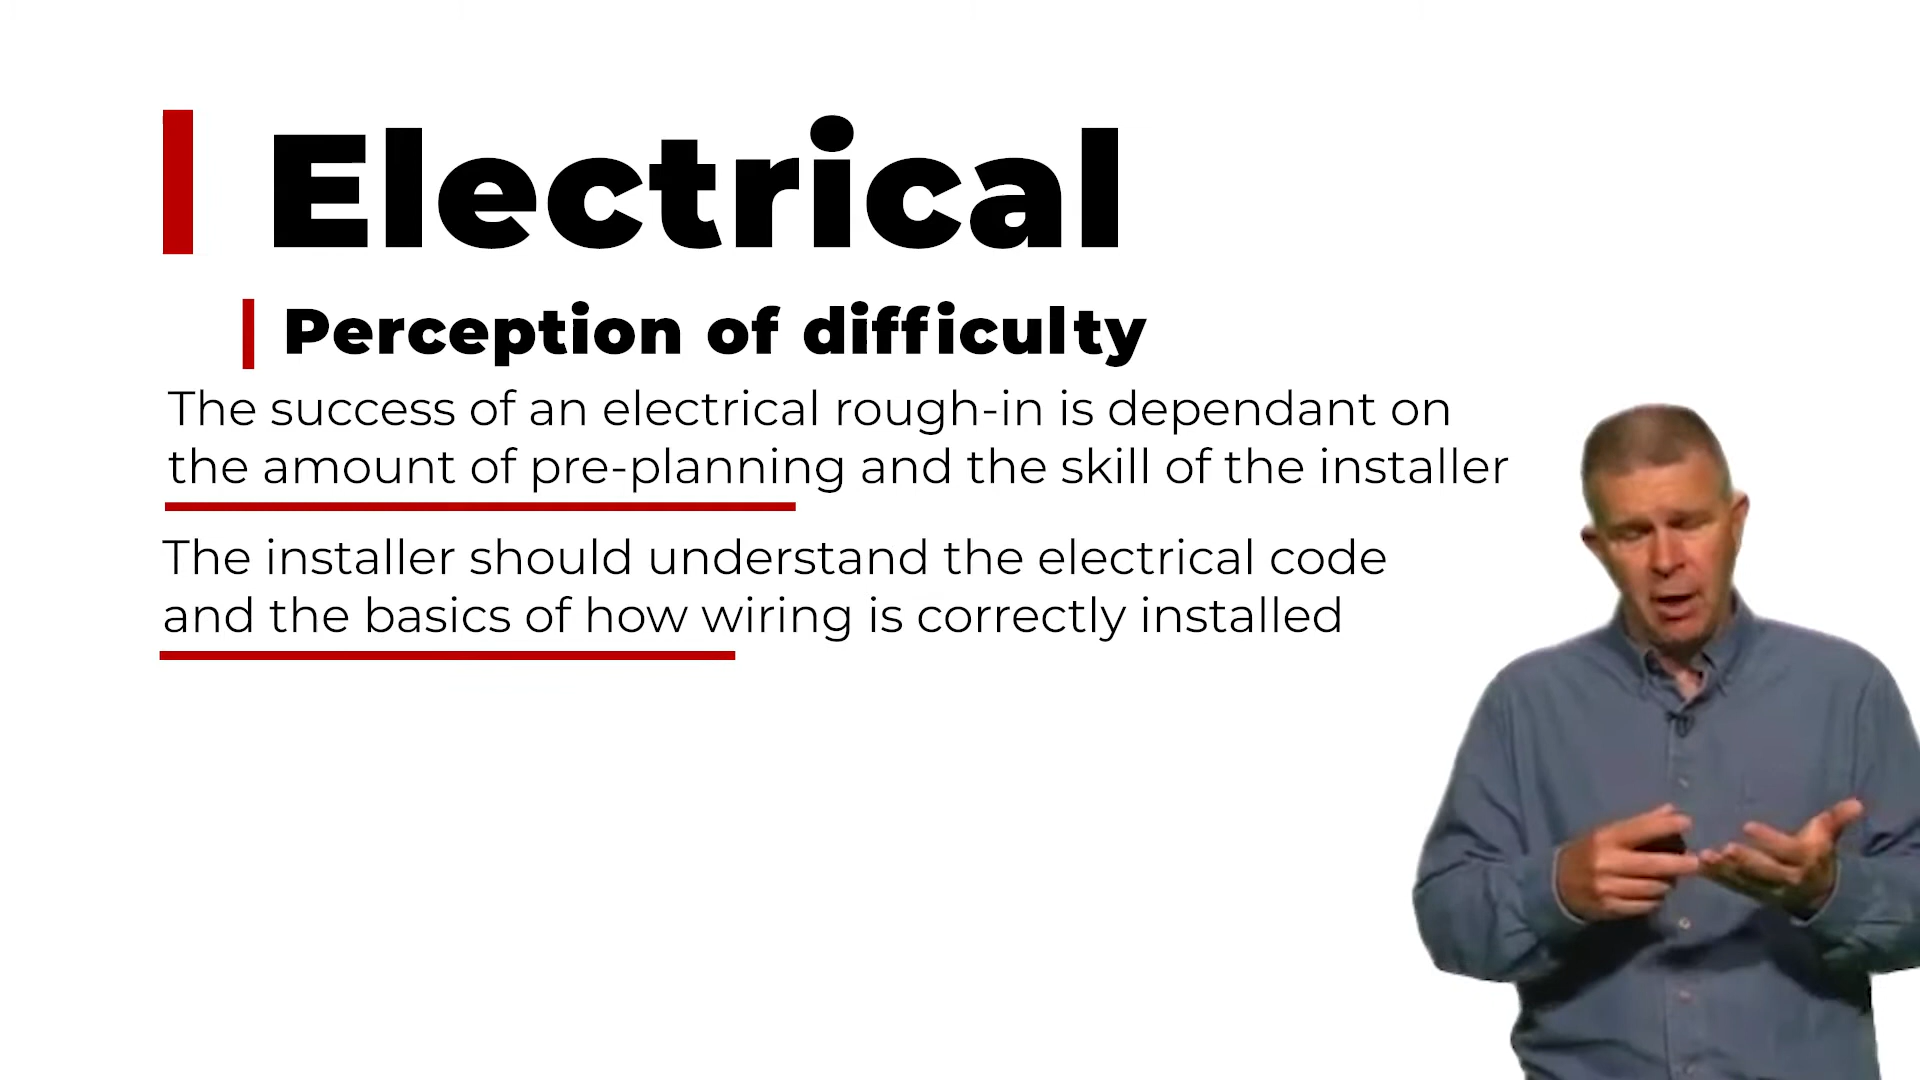 Electrical
Perception of difficulty
The success of an electrical rough-in is dependant on
the amount of pre-planning and the skill of the installer
The installer should understand the electrical code
and the basics of how wiring is correctly installed